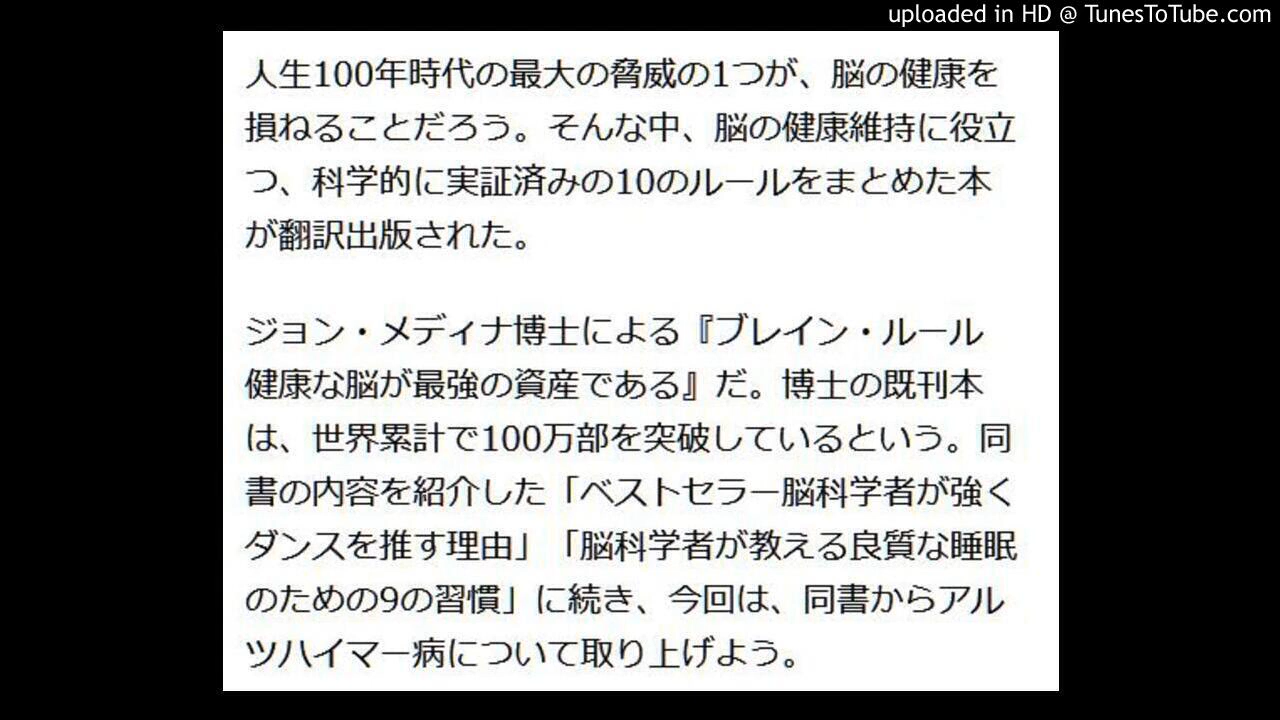 uploaded in HD @ TunesToTube.com
人生100年時代の最大の脅威の1つが、脳の健康を
損ねることだろう。そんな中、脳の健康維持に役立
つ、科学的に実証済みの10のルールをまとめた本
が翻訳出版された。
ジョン・メディナ博士による『ブレイン・ルール
健康な脳が最強の資産である』だ。博士の既刊本
は、世界累計で100万部を突破しているという。同
書の内容を紹介した「ベストセラー脳科学者が強く
ダンスを推す理由」「脳科学者が教える良質な睡眠
のための9の習慣」に続き、今回は、同書からアル
ツハイマー病について取り上げよう。